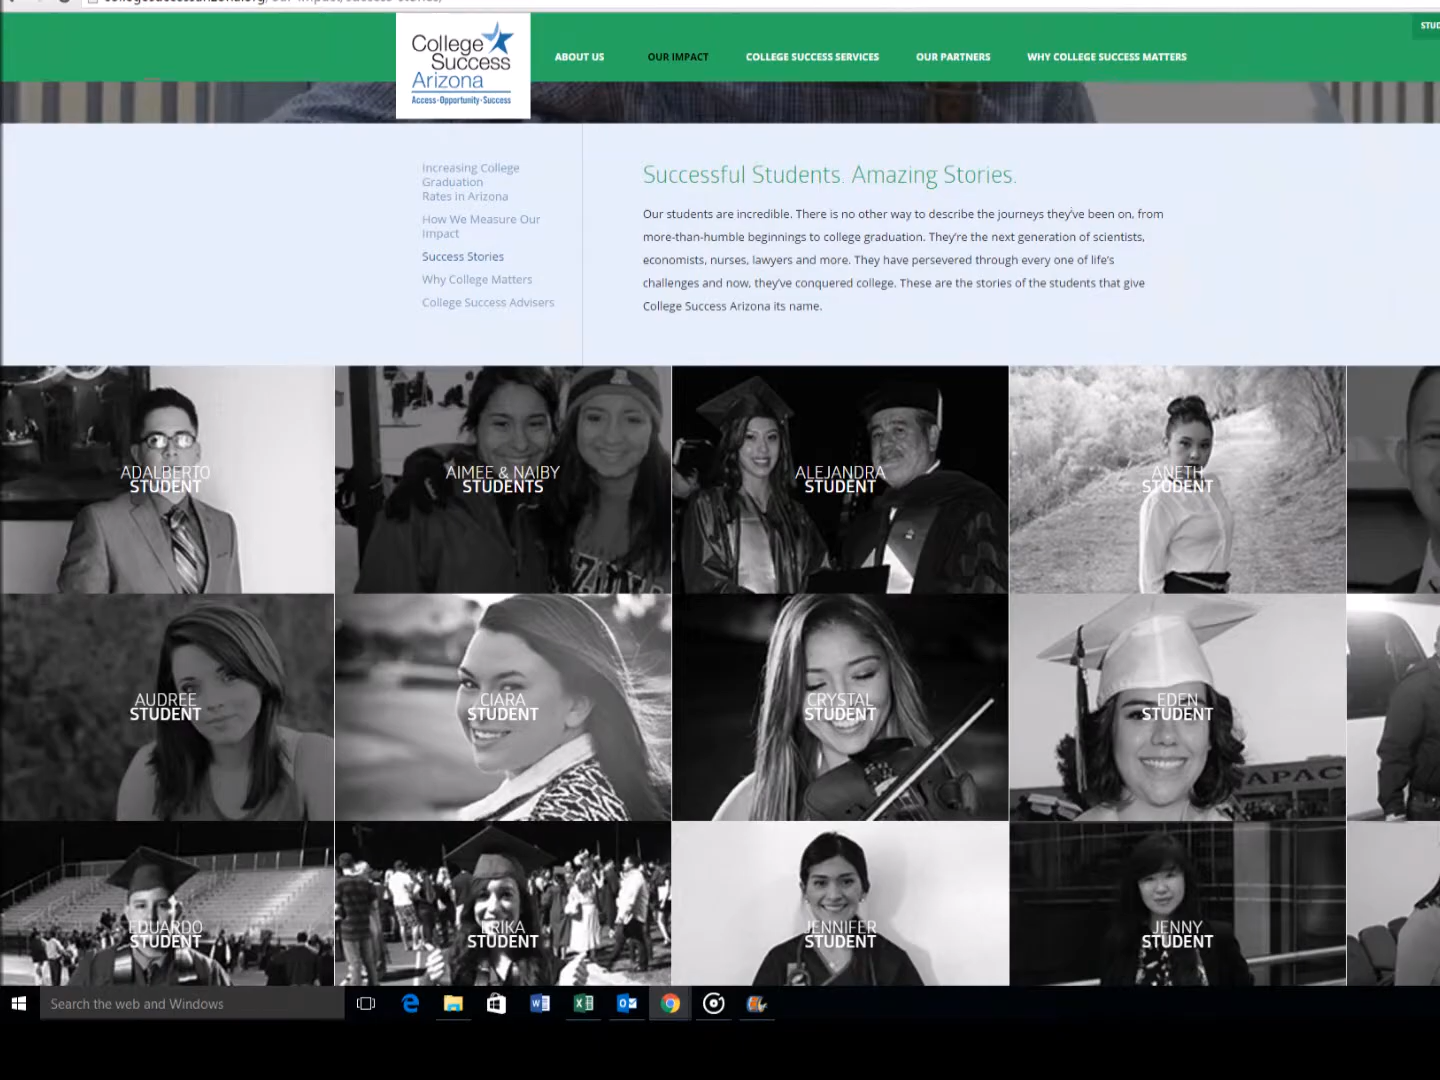 STUD
College
Success
Arizona
Access·Opportunity·Success
ABOUT US
OUR IMPACT
COLLEGE SUCCESS SERVICES
OUR PARTNERS
WHY COLLEGE SUCCESS MATTERS
Increasing College
Graduation
Rates in Arizona
How We Measure Our
Impact
Success Stories
Why College Matters
College Success Advisers
Successful Students. Amazing Stories.
Our students are incredible. There is no other way to describe the journeys they've been on, from
more-than-humble beginnings to college graduation. They're the next generation of scientists,
economists, nurses, lawyers and more. They have persevered through every one of life's
challenges and now, they've conquered college. These are the stories of the students that give
College Success Arizona its name.
ADALBERTO
STUDENT
AIMEE & NAIBY
STUDENTS
ALEJANDRA
STUDENT
ANETH
STUDENT
AUDREE
STUDENT
CIARA
STUDENT
CRYSTAL
STUDENT
EDEN
STUDENT
APAC
EDUARDO
STUDENT
ERIKA
STUDENT
JENNIFER
STUDENT
JENNY
STUDENT
Search the web and Windows